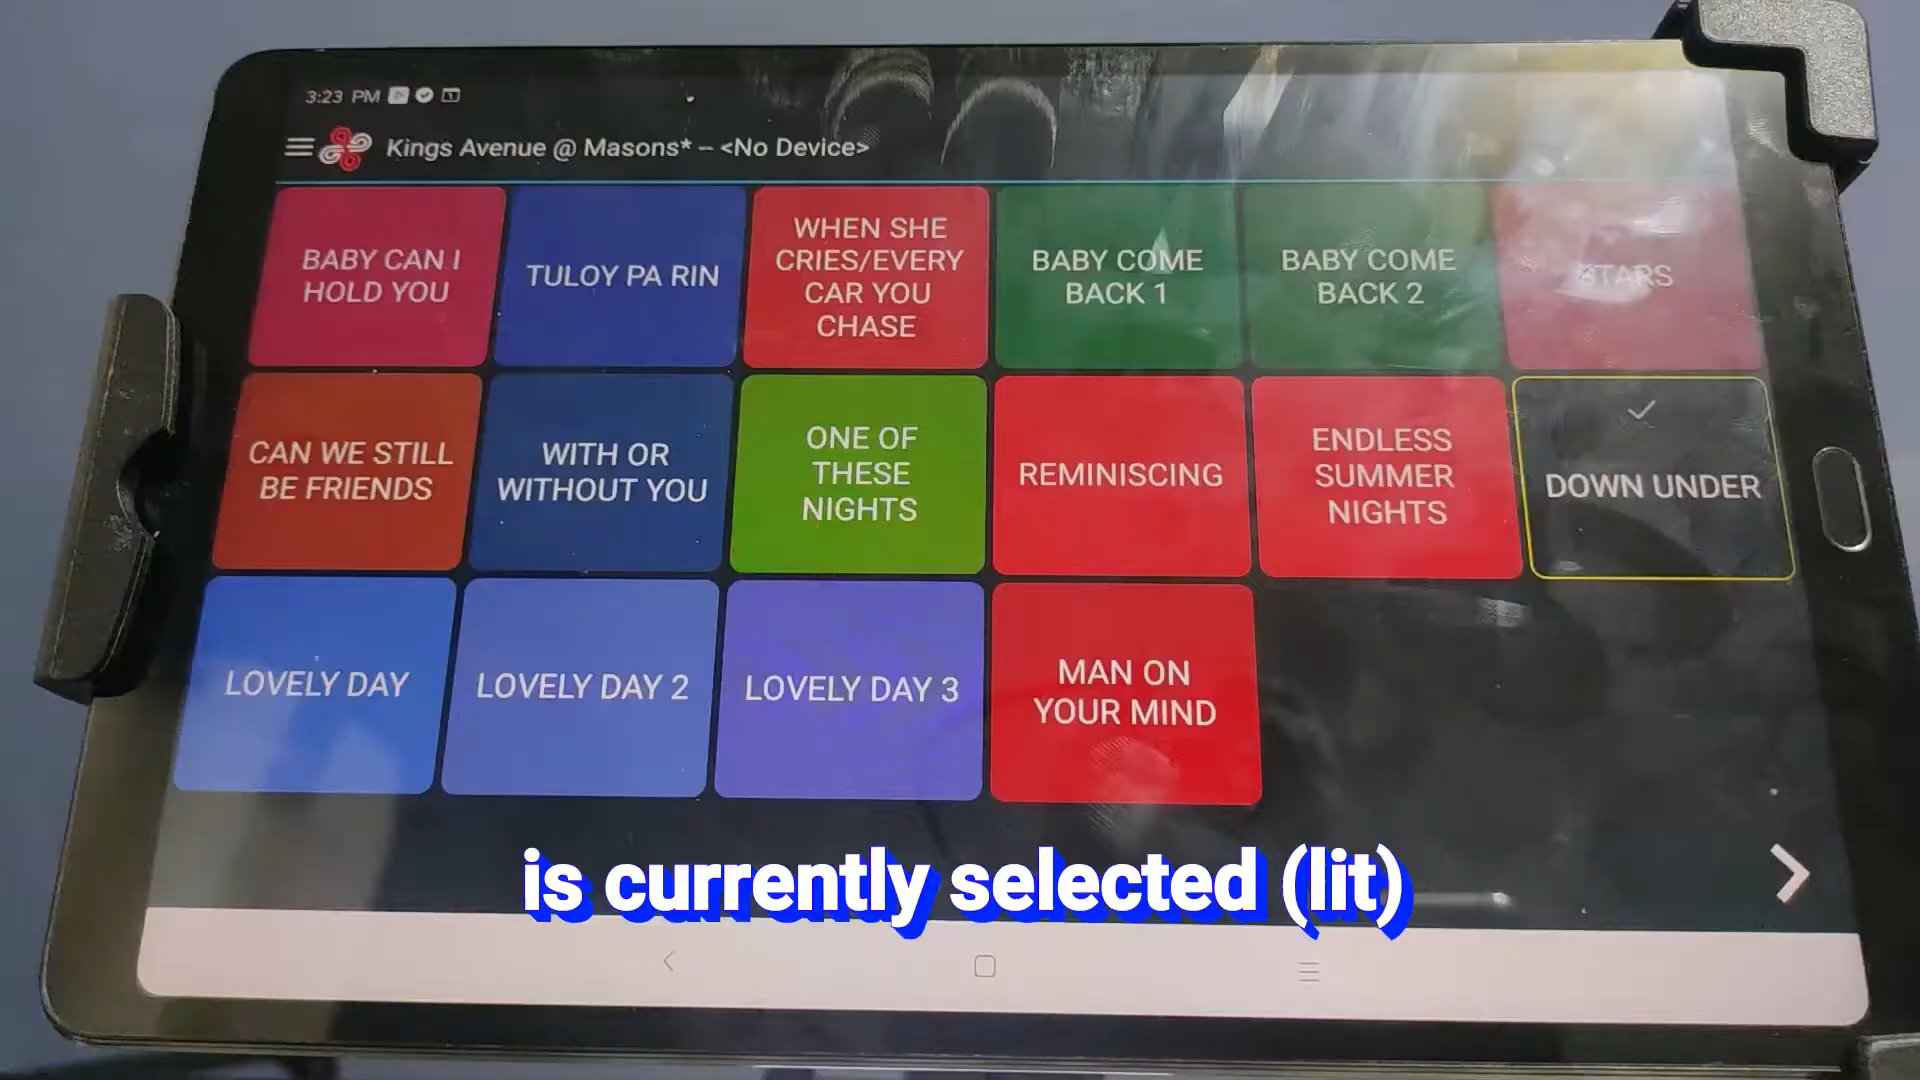 3:23 PM
Kings Avenue @ Masons* -- <No Device>
BABY CAN I
HOLD YOU
TULOY PA RIN
WHEN SHE
CRIES/EVERY
CAR YOU
CHASE
BABY COME
BACK 1
BABY COME
BACK 2
STARS
CAN WE STILL
BE FRIENDS
WITH OR
WITHOUT YOU
ONE OF
THESE
NIGHTS
REMINISCING
ENDLESS
SUMMER
NIGHTS
DOWN UNDER
LOVELY DAY
LOVELY DAY 2
LOVELY DAY 3
MAN ON
YOUR MIND
is currently selected (lit)